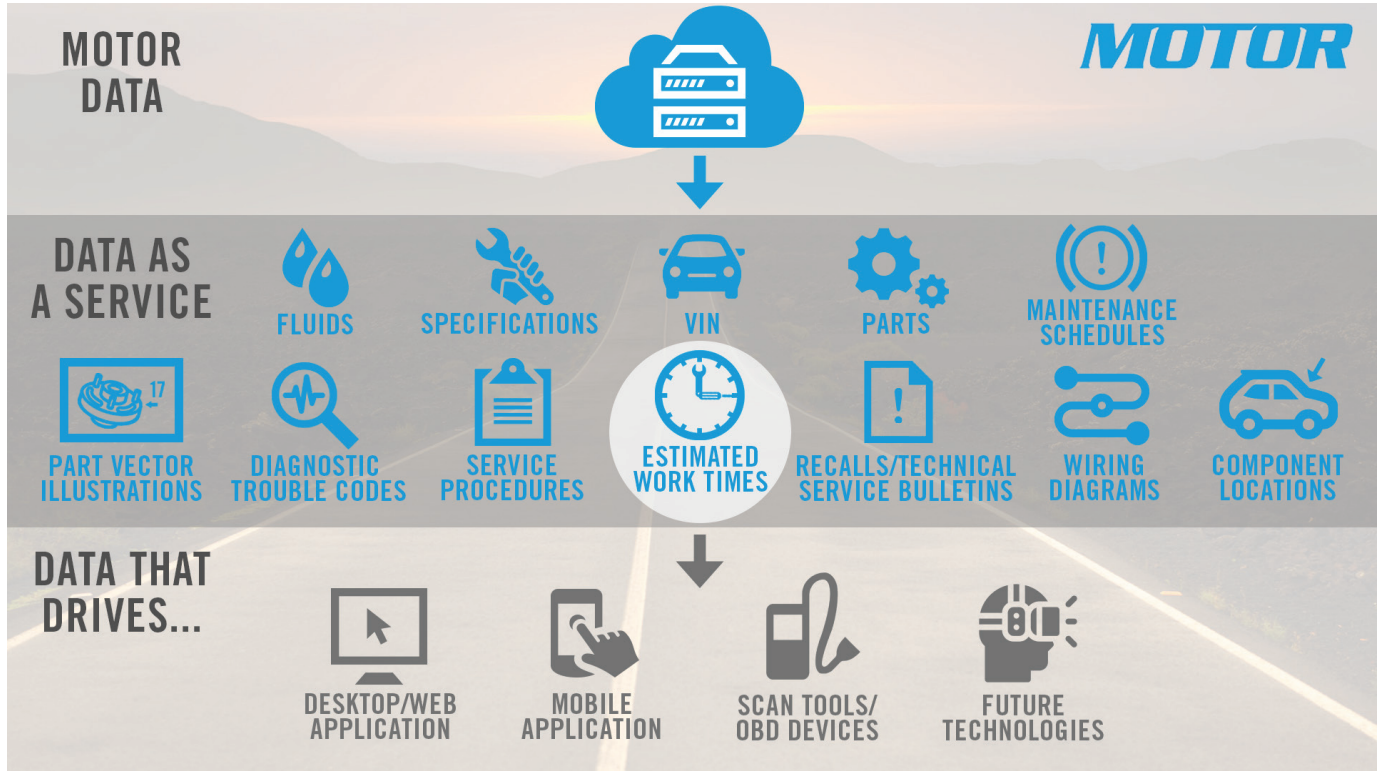 MOTOR
DATA
MOTOR
DATA AS
A SERVICE
FLUIDS
SPECIFICATIONS
VIN
PARTS
MAINTENANCE
SCHEDULES
17
PART VECTOR
ILLUSTRATIONS
DIAGNOSTIC
TROUBLE CODES
SERVICE
PROCEDURES
ESTIMATED
WORK TIMES
!
RECALLS/TECHNICAL
SERVICE BULLETINS
WIRING
DIAGRAMS
COMPONENT
LOCATIONS
DATA THAT
DRIVES...
DESKTOP/WEB
APPLICATION
MOBILE
APPLICATION
SCAN TOOLS/
OBD DEVICES
FUTURE
TECHNOLOGIES